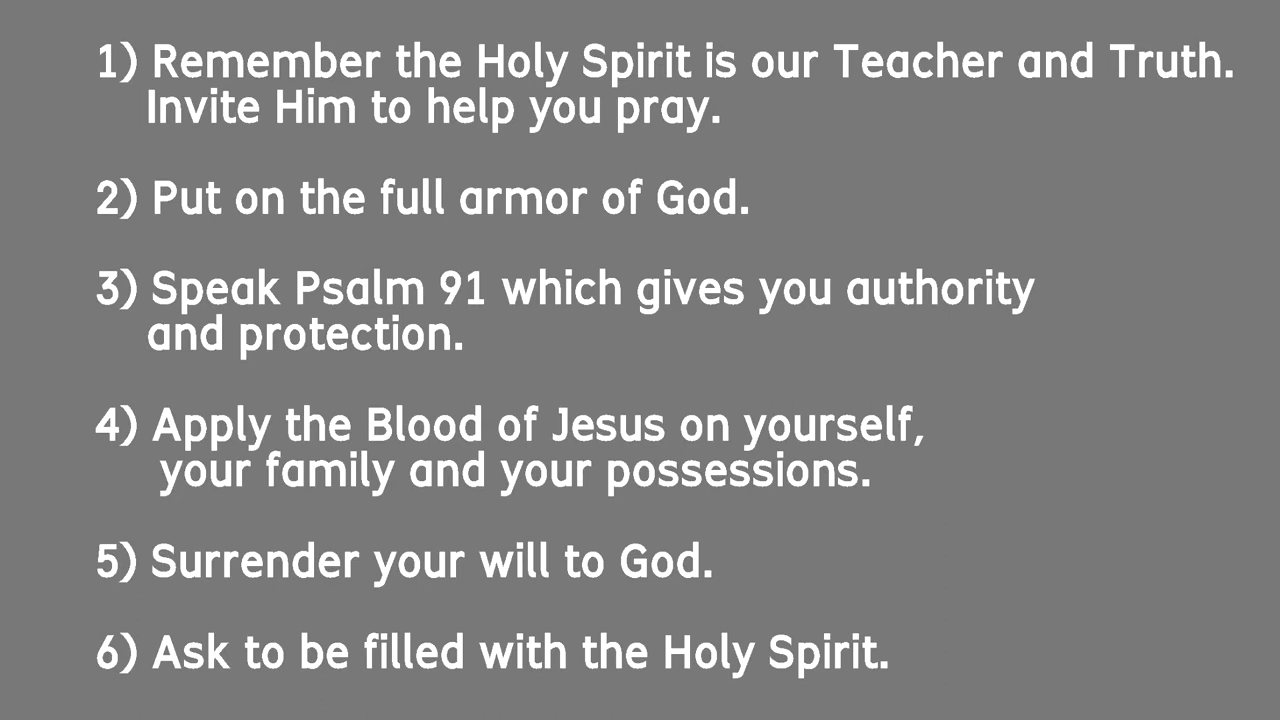 1) Remember the Holy Spirit is our Teacher and Truth.
Invite Him to help you pray.
2) Put on the full armor of God.
3) Speak Psalm 91 which gives you authority
and protection.
4) Apply the Blood of Jesus on yourself,
your family and your possessions.
5) Surrender your will to God.
6) Ask to be filled with the Holy Spirit.